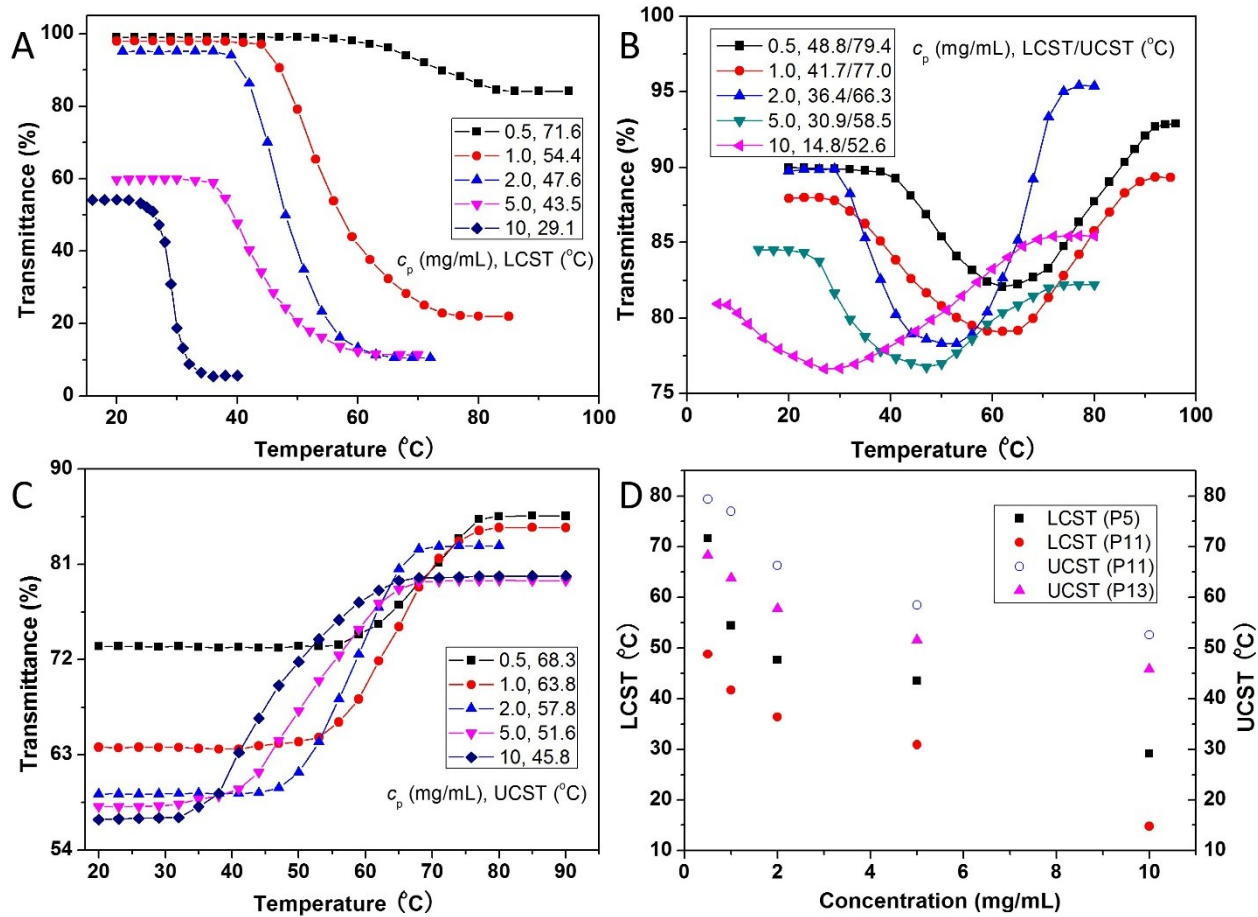 A
100
80
60
40
20
0
Transmittance (%)
0.5, 71.6
1.0, 54.4
2.0, 47.6
5.0, 43.5
10, 29.1
cp (mg/mL), LCST (°C)
20 40 60 80 100
Temperature (°C)
B
95
90
85
80
75
Transmittance (%)
0.5, 48.8/79.4
1.0, 41.7/77.0
2.0, 36.4/66.3
5.0, 30.9/58.5
10, 14.8/52.6
cp (mg/mL), LCST/UCST (°C)
0 20 40 60 80 100
Temperature (°C)
C
90
81
72
63
54
Transmittance (%)
0.5, 68.3
1.0, 63.8
2.0, 57.8
5.0, 51.6
10, 45.8
cp (mg/mL), UCST (°C)
20 30 40 50 60 70 80 90 100
Temperature (°C)
D
80
70
60
50
40
30
20
10
LCST (°C)
LCST (P5)
LCST (P11)
UCST (P11)
UCST (P13)
80
70
60
50
40
30
20
10
UCST (°C)
0 2 4 6 8 10
Concentration (mg/mL)